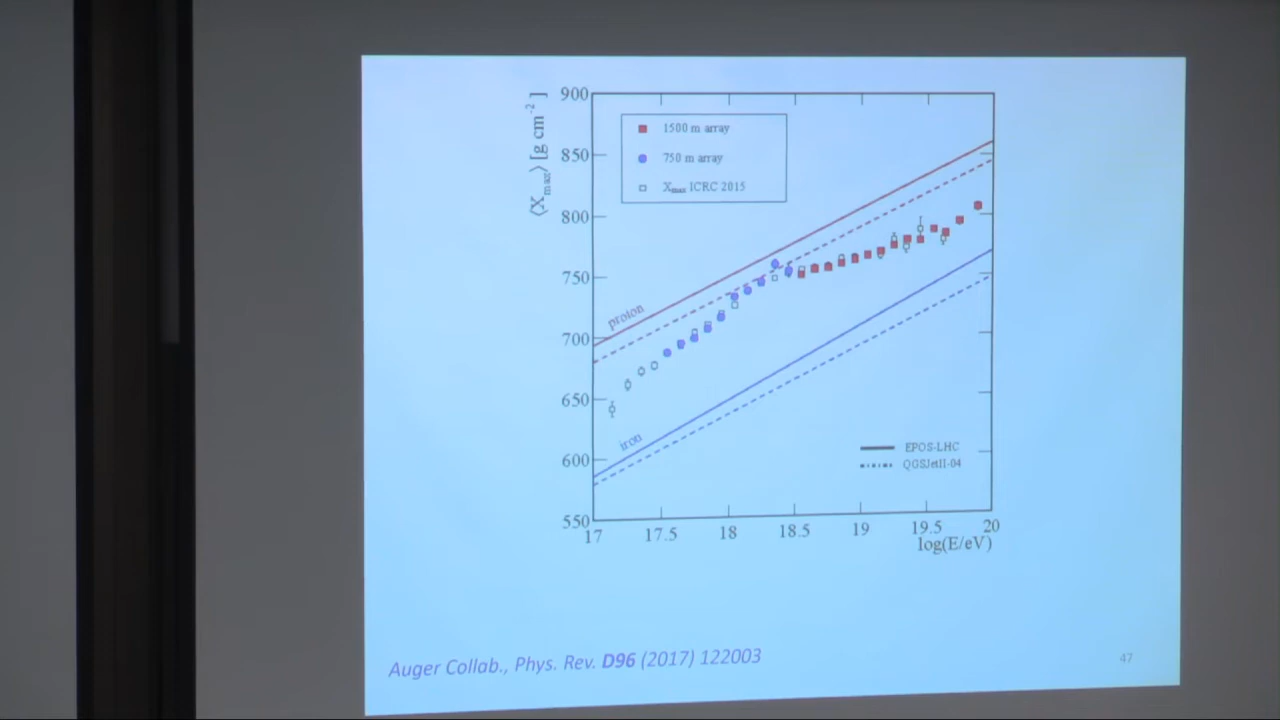 900
850
800
750
700
650
600
550
⟨Xmax⟩ [g cm-2 ]
1500 m array
750 m array
Xmax ICRC 2015
proton
iron
EPOS-LHC
QGSJetII-04
17 17.5 18 18.5 19 19.5 20
log(E/eV)
Auger Collab., Phys. Rev. D96 (2017) 122003
47